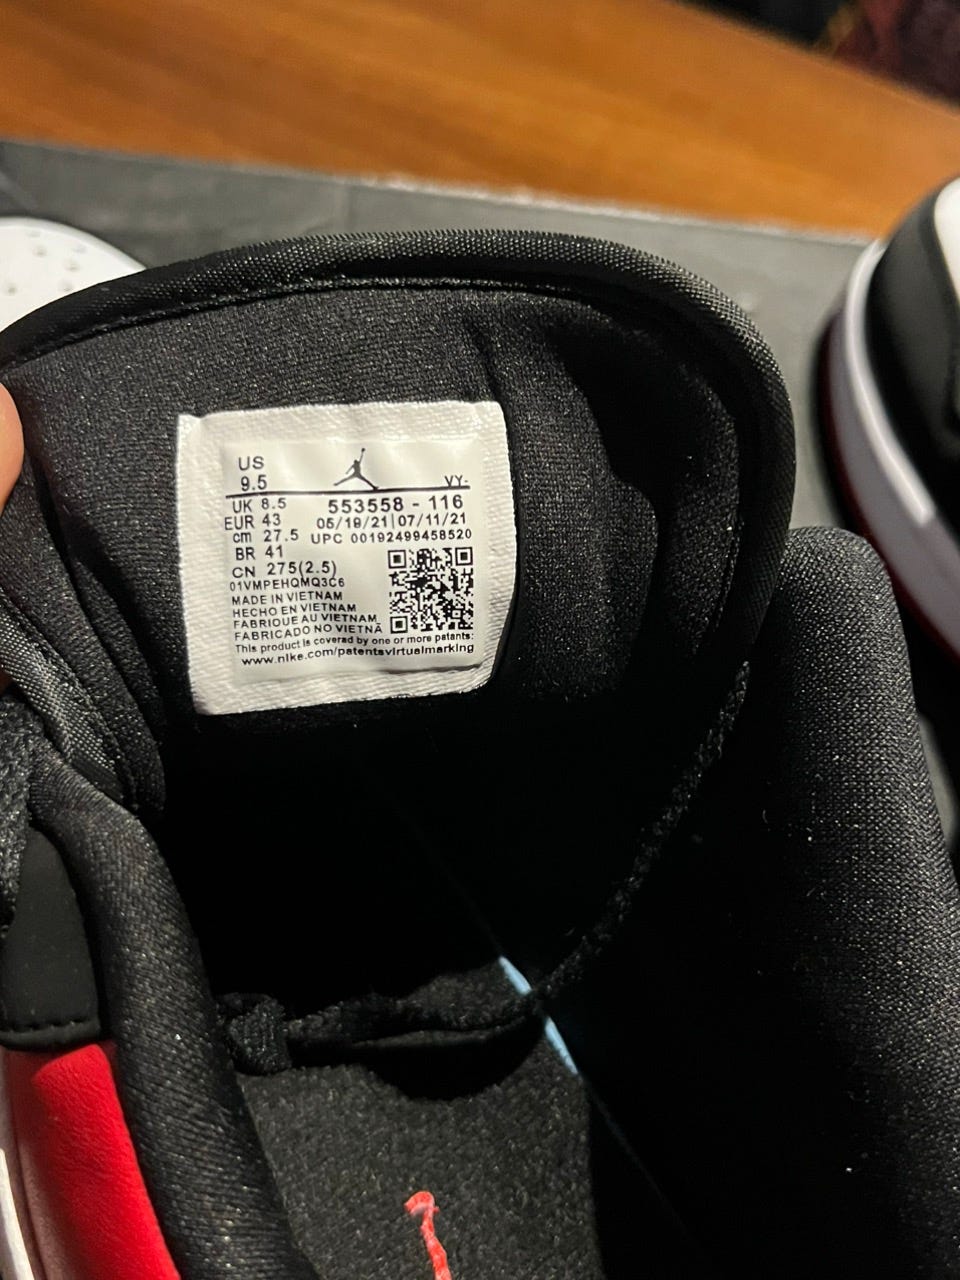 US
9.5
VY-
UK 8.5
553558 - 116
EUR 43
05/19/21|07/11/21
cm 27.5
UPC 00192499458520
BR 41
CN 275(2.5)
01VMPEHQMQ3C6
MADE IN VIETNAM
HECHO EN VIETNAM
FABRIQUE AU VIETNAM
FABRICADO NO VIETNÃ
This product is covered by one or more patents:
www.nike.com/patentsvirtualmarking